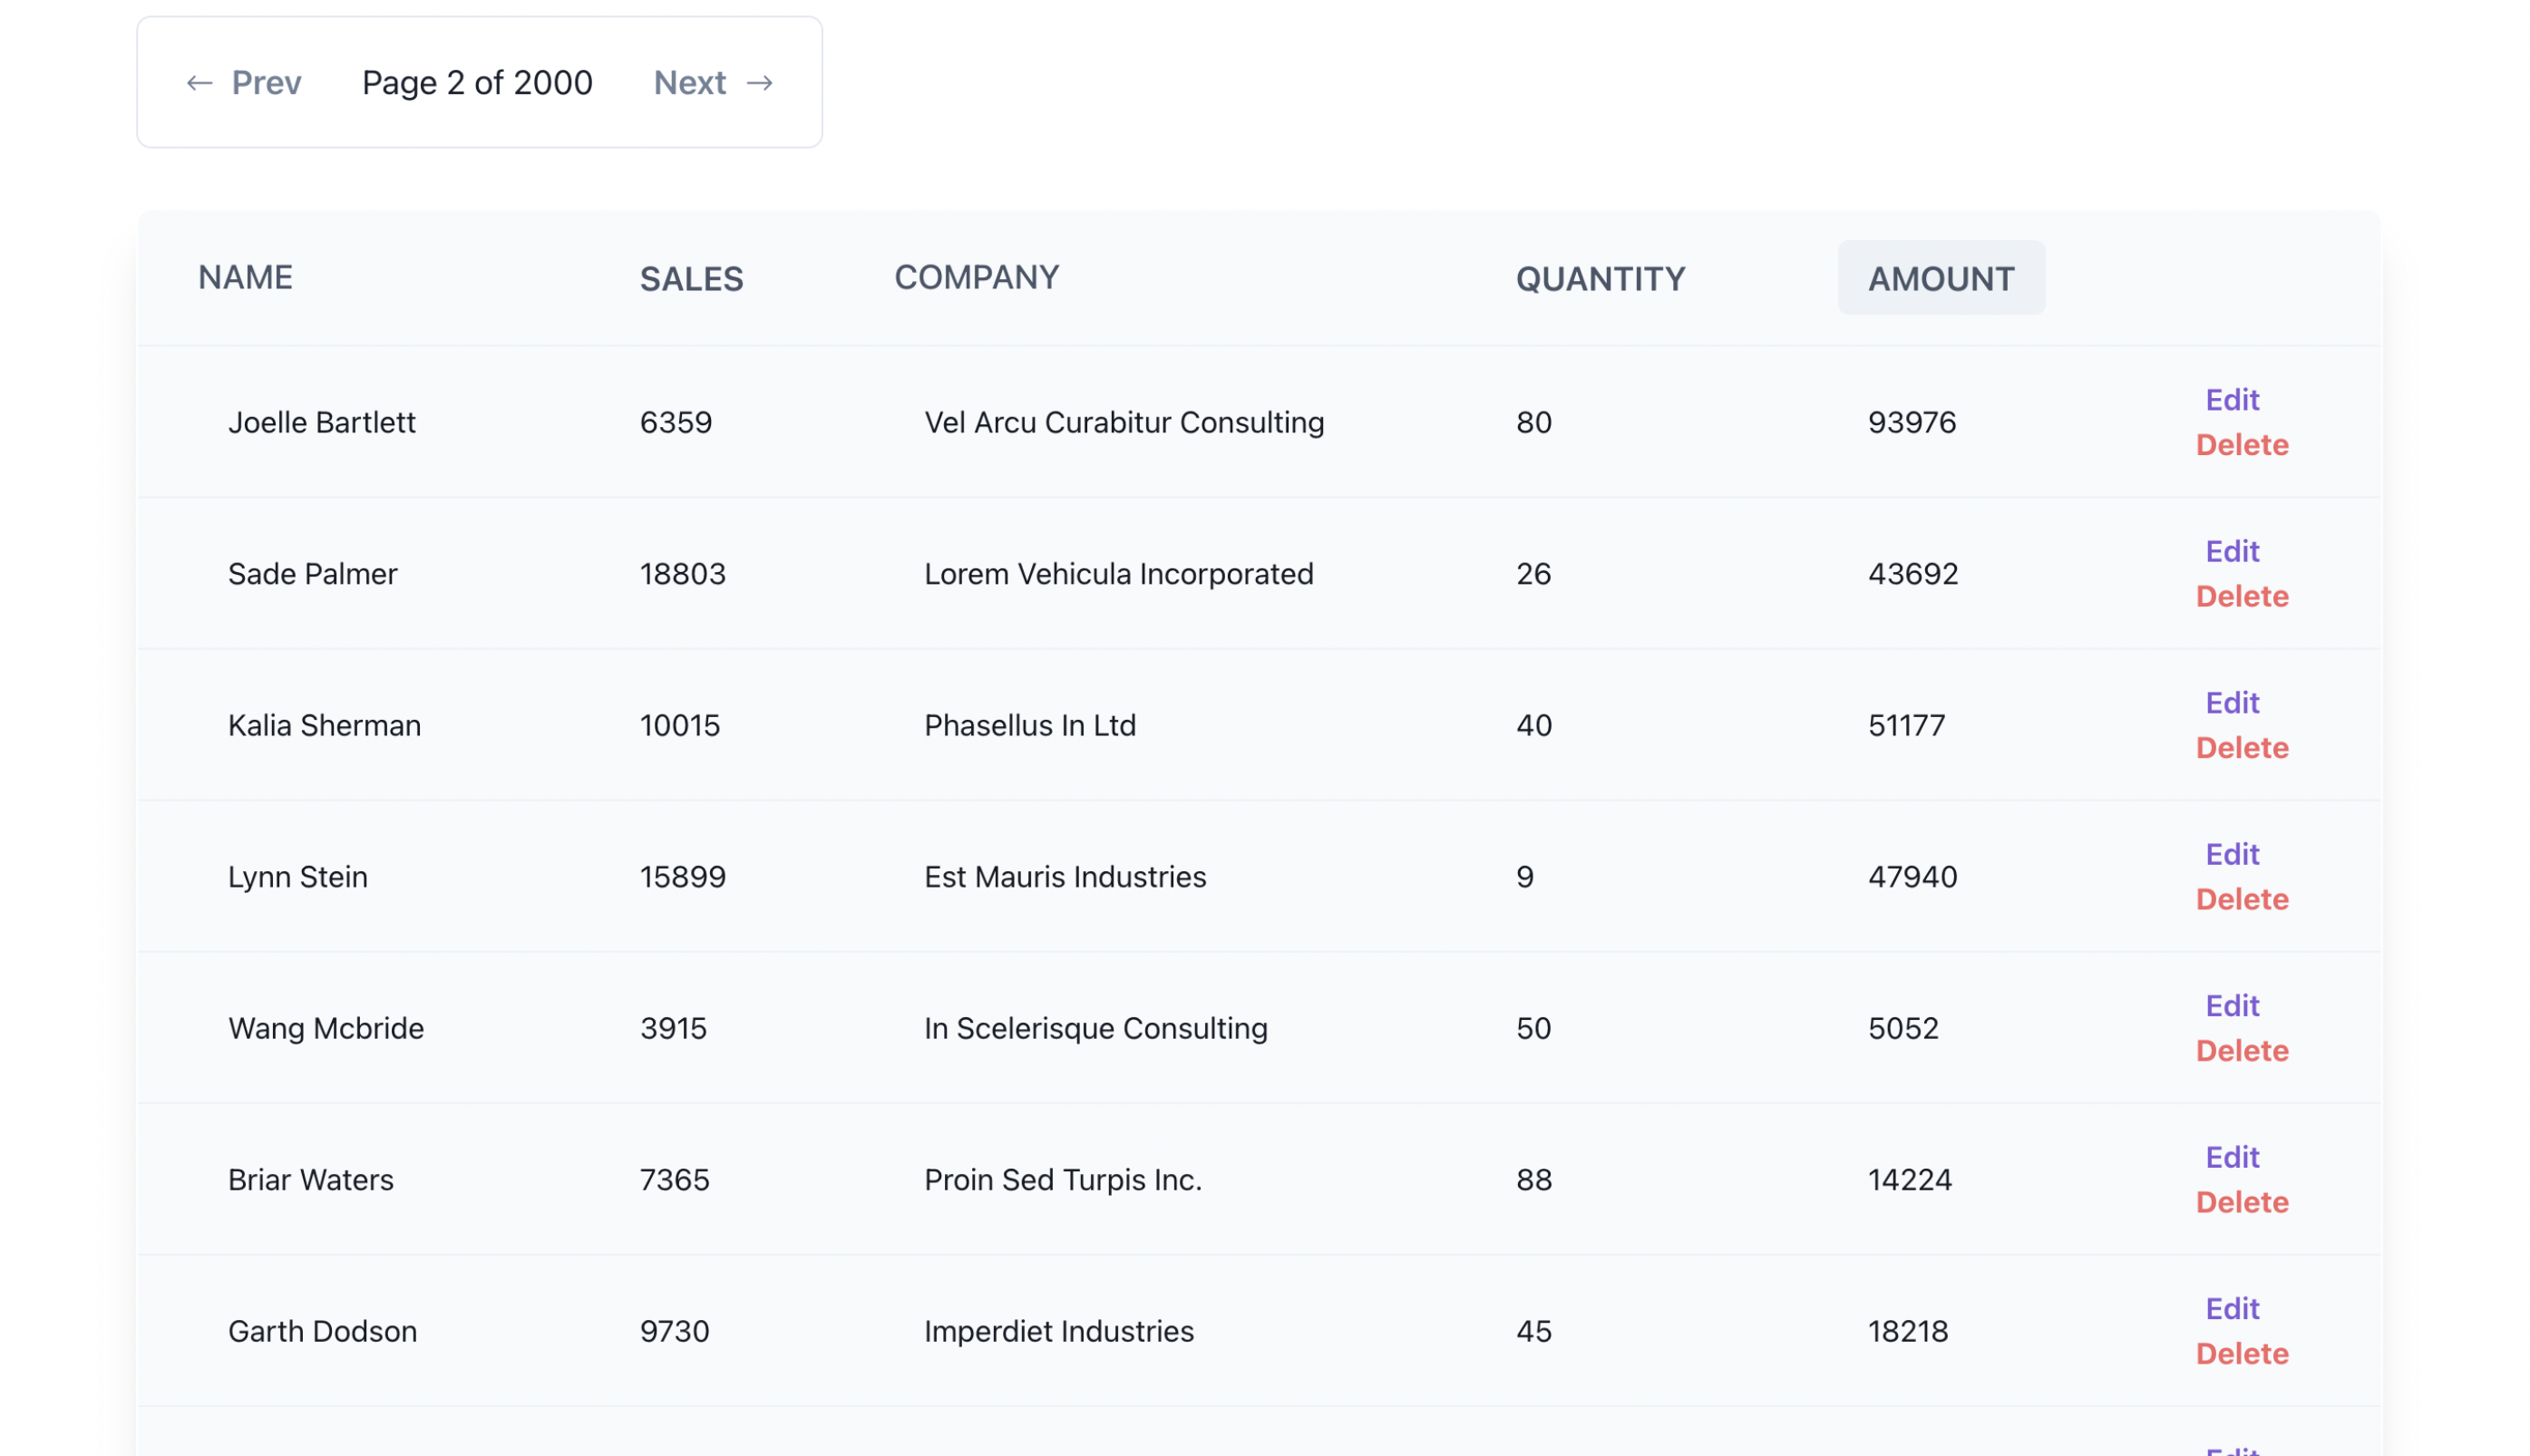 ← Prev Page 2 of 2000 Next →
NAME SALES COMPANY QUANTITY AMOUNT
Joelle Bartlett 6359 Vel Arcu Curabitur Consulting 80 93976 Edit
Delete
Sade Palmer 18803 Lorem Vehicula Incorporated 26 43692 Edit
Delete
Kalia Sherman 10015 Phasellus In Ltd 40 51177 Edit
Delete
Lynn Stein 15899 Est Mauris Industries 9 47940 Edit
Delete
Wang Mcbride 3915 In Scelerisque Consulting 50 5052 Edit
Delete
Briar Waters 7365 Proin Sed Turpis Inc. 88 14224 Edit
Delete
Garth Dodson 9730 Imperdiet Industries 45 18218 Edit
Delete